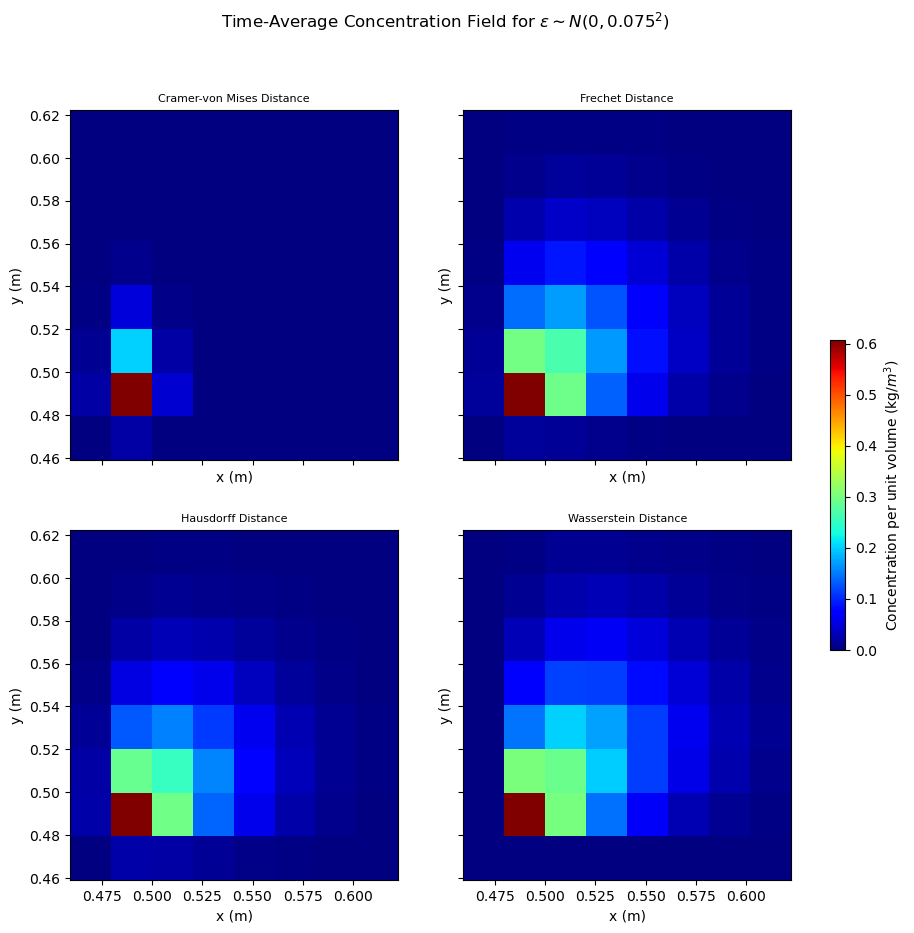 Time-Average Concentration Field for ε ~ N(0, 0.075²)
Cramer-von Mises Distance
Frechet Distance
0.62
0.60
0.58
0.56
0.54
0.52
0.50
0.48
0.46
y (m)
x (m)
y (m)
x (m)
Hausdorff Distance
Wasserstein Distance
0.62
0.60
0.58
0.56
0.54
0.52
0.50
0.48
0.46
y (m)
0.475 0.500 0.525 0.550 0.575 0.600
x (m)
y (m)
0.475 0.500 0.525 0.550 0.575 0.600
x (m)
0.6
0.5
0.4
0.3
0.2
0.1
0.0
Concentration per unit volume (kg/m³)